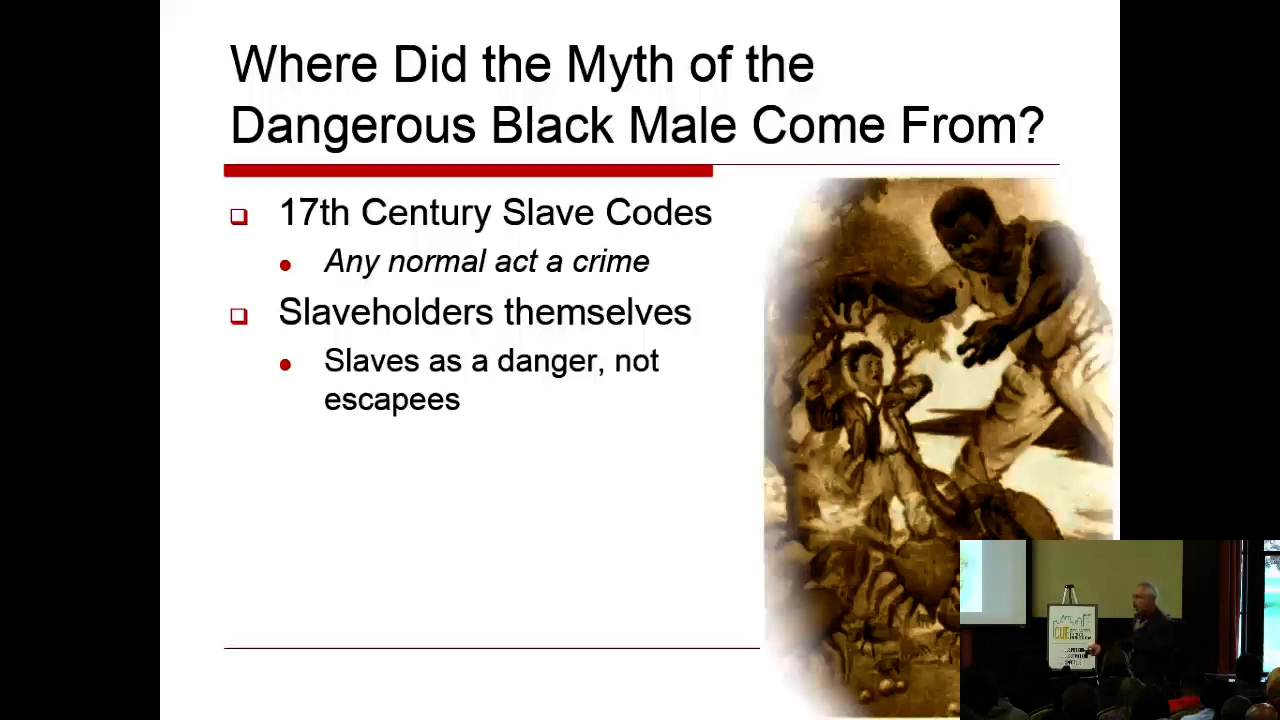 Where Did the Myth of the
Dangerous Black Male Come From?
17th Century Slave Codes
Any normal act a crime
Slaveholders themselves
Slaves as a danger, not
escapees
CUE